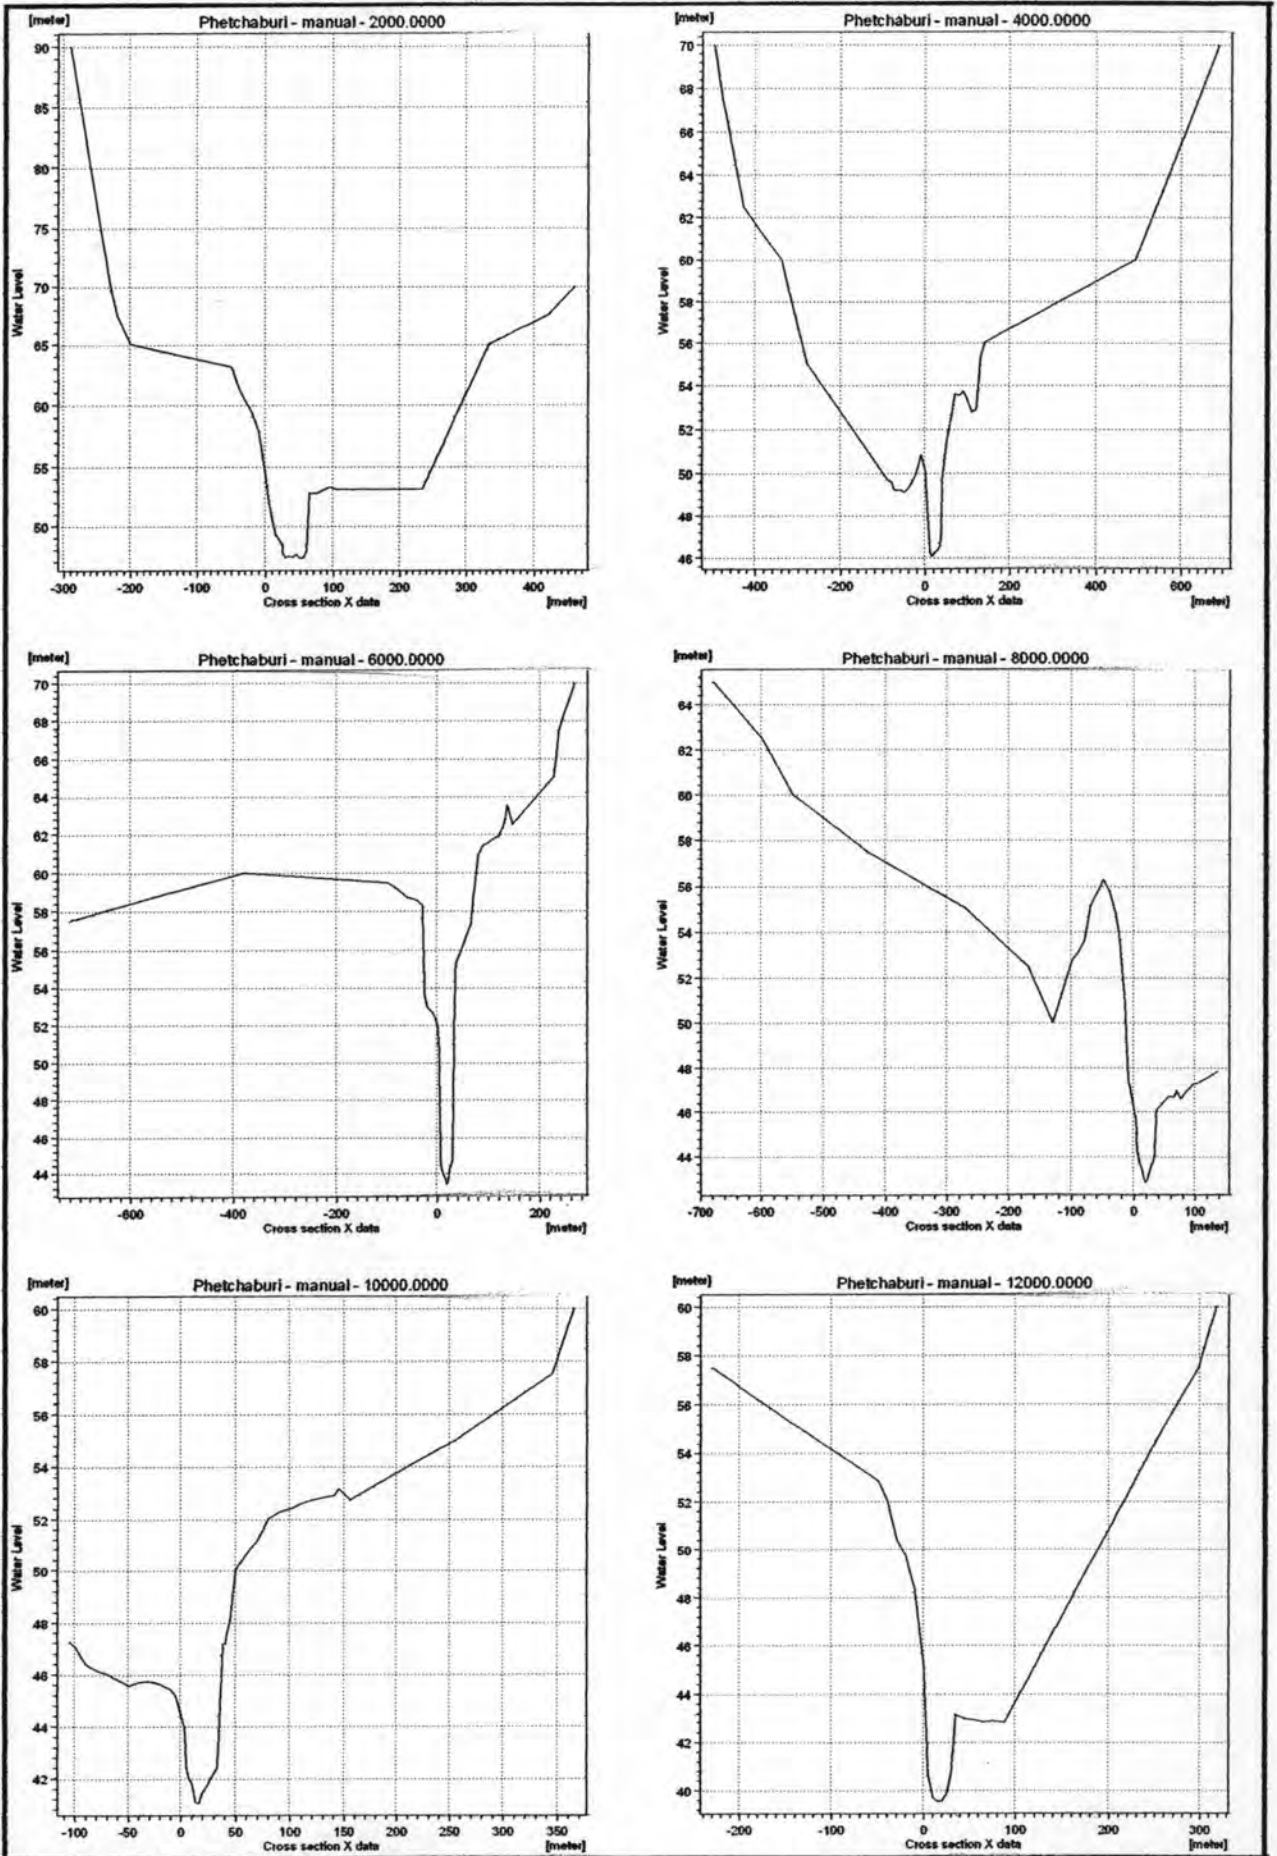 [meter] Phetchaburi - manual - 2000.0000
90
85
80
75
70
65
60
55
50
Water Level
-300 -200 -100 0 100 200 300 400
Cross section X data [meter]
[meter] Phetchaburi - manual - 4000.0000
70
68
66
64
62
60
58
56
54
52
50
48
46
Water Level
-400 -200 0 200 400 600
Cross section X data [meter]
[meter] Phetchaburi - manual - 6000.0000
70
68
66
64
62
60
58
56
54
52
50
48
46
44
Water Level
-600 -400 -200 0 200
Cross section X data [meter]
[meter] Phetchaburi - manual - 8000.0000
64
62
60
58
56
54
52
50
48
46
44
Water Level
-700 -600 -500 -400 -300 -200 -100 0 100
Cross section X data [meter]
[meter] Phetchaburi - manual - 10000.0000
60
58
56
54
52
50
48
46
44
42
Water Level
-100 -50 0 50 100 150 200 250 300 350
Cross section X data [meter]
[meter] Phetchaburi - manual - 12000.0000
60
58
56
54
52
50
48
46
44
42
40
Water Level
-200 -100 0 100 200 300
Cross section X data [meter]